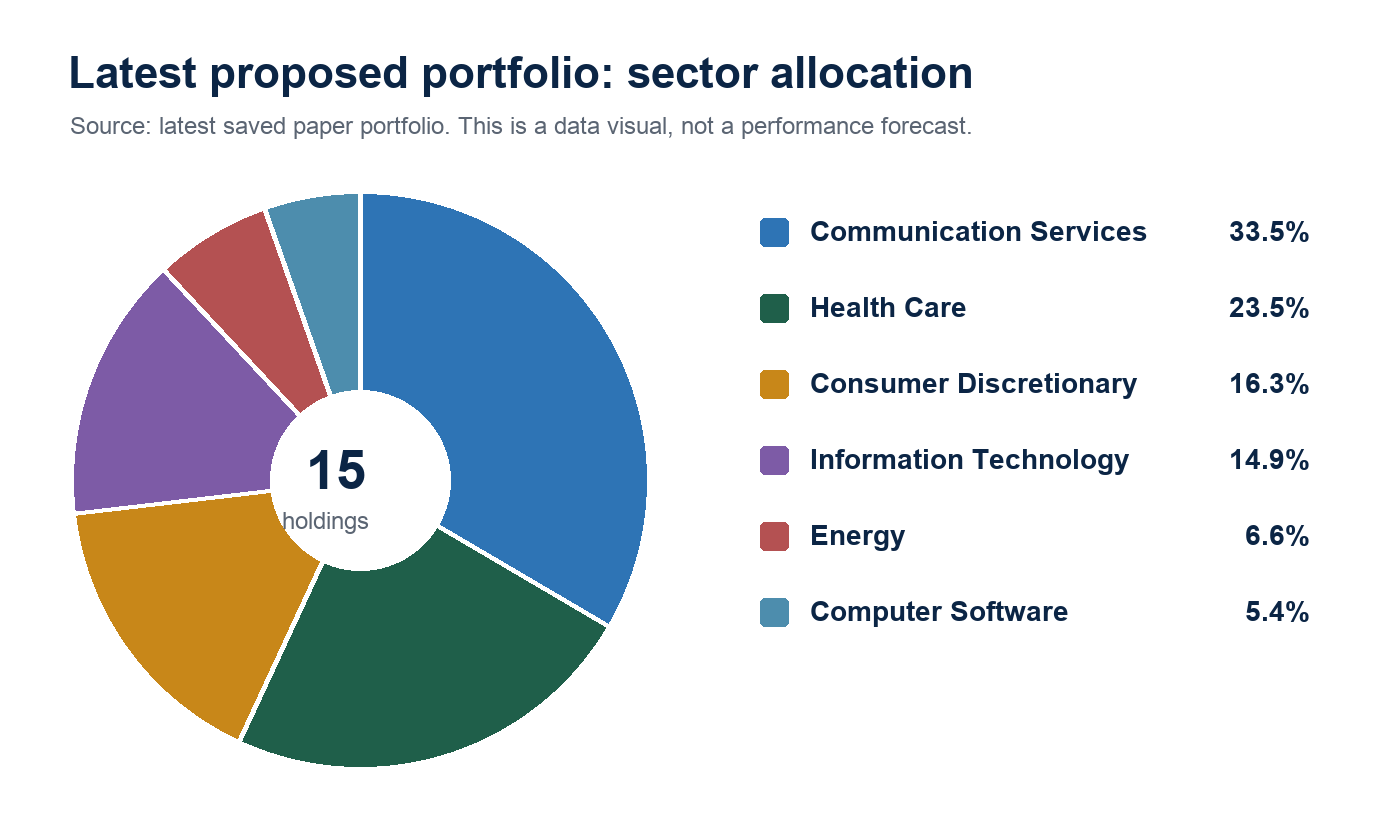 Latest proposed portfolio: sector allocation
Source: latest saved paper portfolio. This is a data visual, not a performance forecast.
Communication Services 33.5%
Health Care 23.5%
Consumer Discretionary 16.3%
Information Technology 14.9%
Energy 6.6%
Computer Software 5.4%
15
holdings